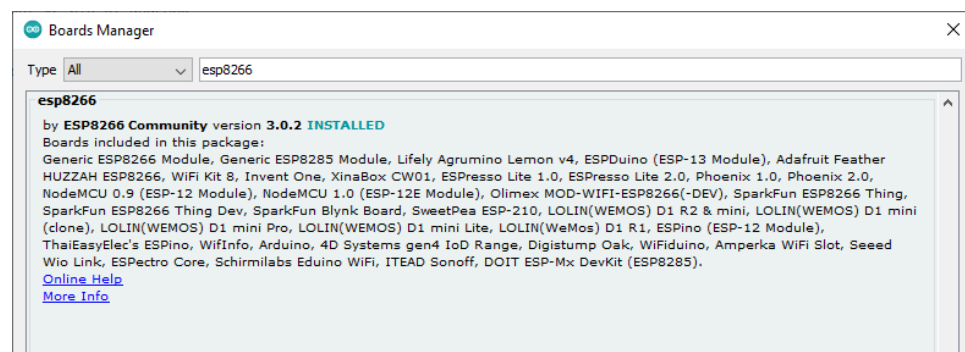 Boards Manager
Type All esp8266
esp8266
by ESP8266 Community version 3.0.2 INSTALLED
Boards included in this package:
Generic ESP8266 Module, Generic ESP8285 Module, Lifely Agrumino Lemon v4, ESPDuino (ESP-13 Module), Adafruit Feather
HUZZAH ESP8266, WiFi Kit 8, Invent One, XinaBox CW01, ESPresso Lite 1.0, ESPresso Lite 2.0, Phoenix 1.0, Phoenix 2.0,
NodeMCU 0.9 (ESP-12 Module), NodeMCU 1.0 (ESP-12E Module), Olimex MOD-WIFI-ESP8266(-DEV), SparkFun ESP8266 Thing,
SparkFun ESP8266 Thing Dev, SparkFun Blynk Board, SweetPea ESP-210, LOLIN(WEMOS) D1 R2 & mini, LOLIN(WEMOS) D1 mini
(clone), LOLIN(WEMOS) D1 mini Pro, LOLIN(WEMOS) D1 mini Lite, LOLIN(WeMos) D1 R1, ESPino (ESP-12 Module),
ThaiEasyElec's ESPino, WifInfo, Arduino, 4D Systems gen4 IoD Range, Digistump Oak, WiFiduino, Amperka WiFi Slot, Seeed
Wio Link, ESPectro Core, Schirmilabs Eduino WiFi, ITEAD Sonoff, DOIT ESP-Mx DevKit (ESP8285).
Online Help
More Info